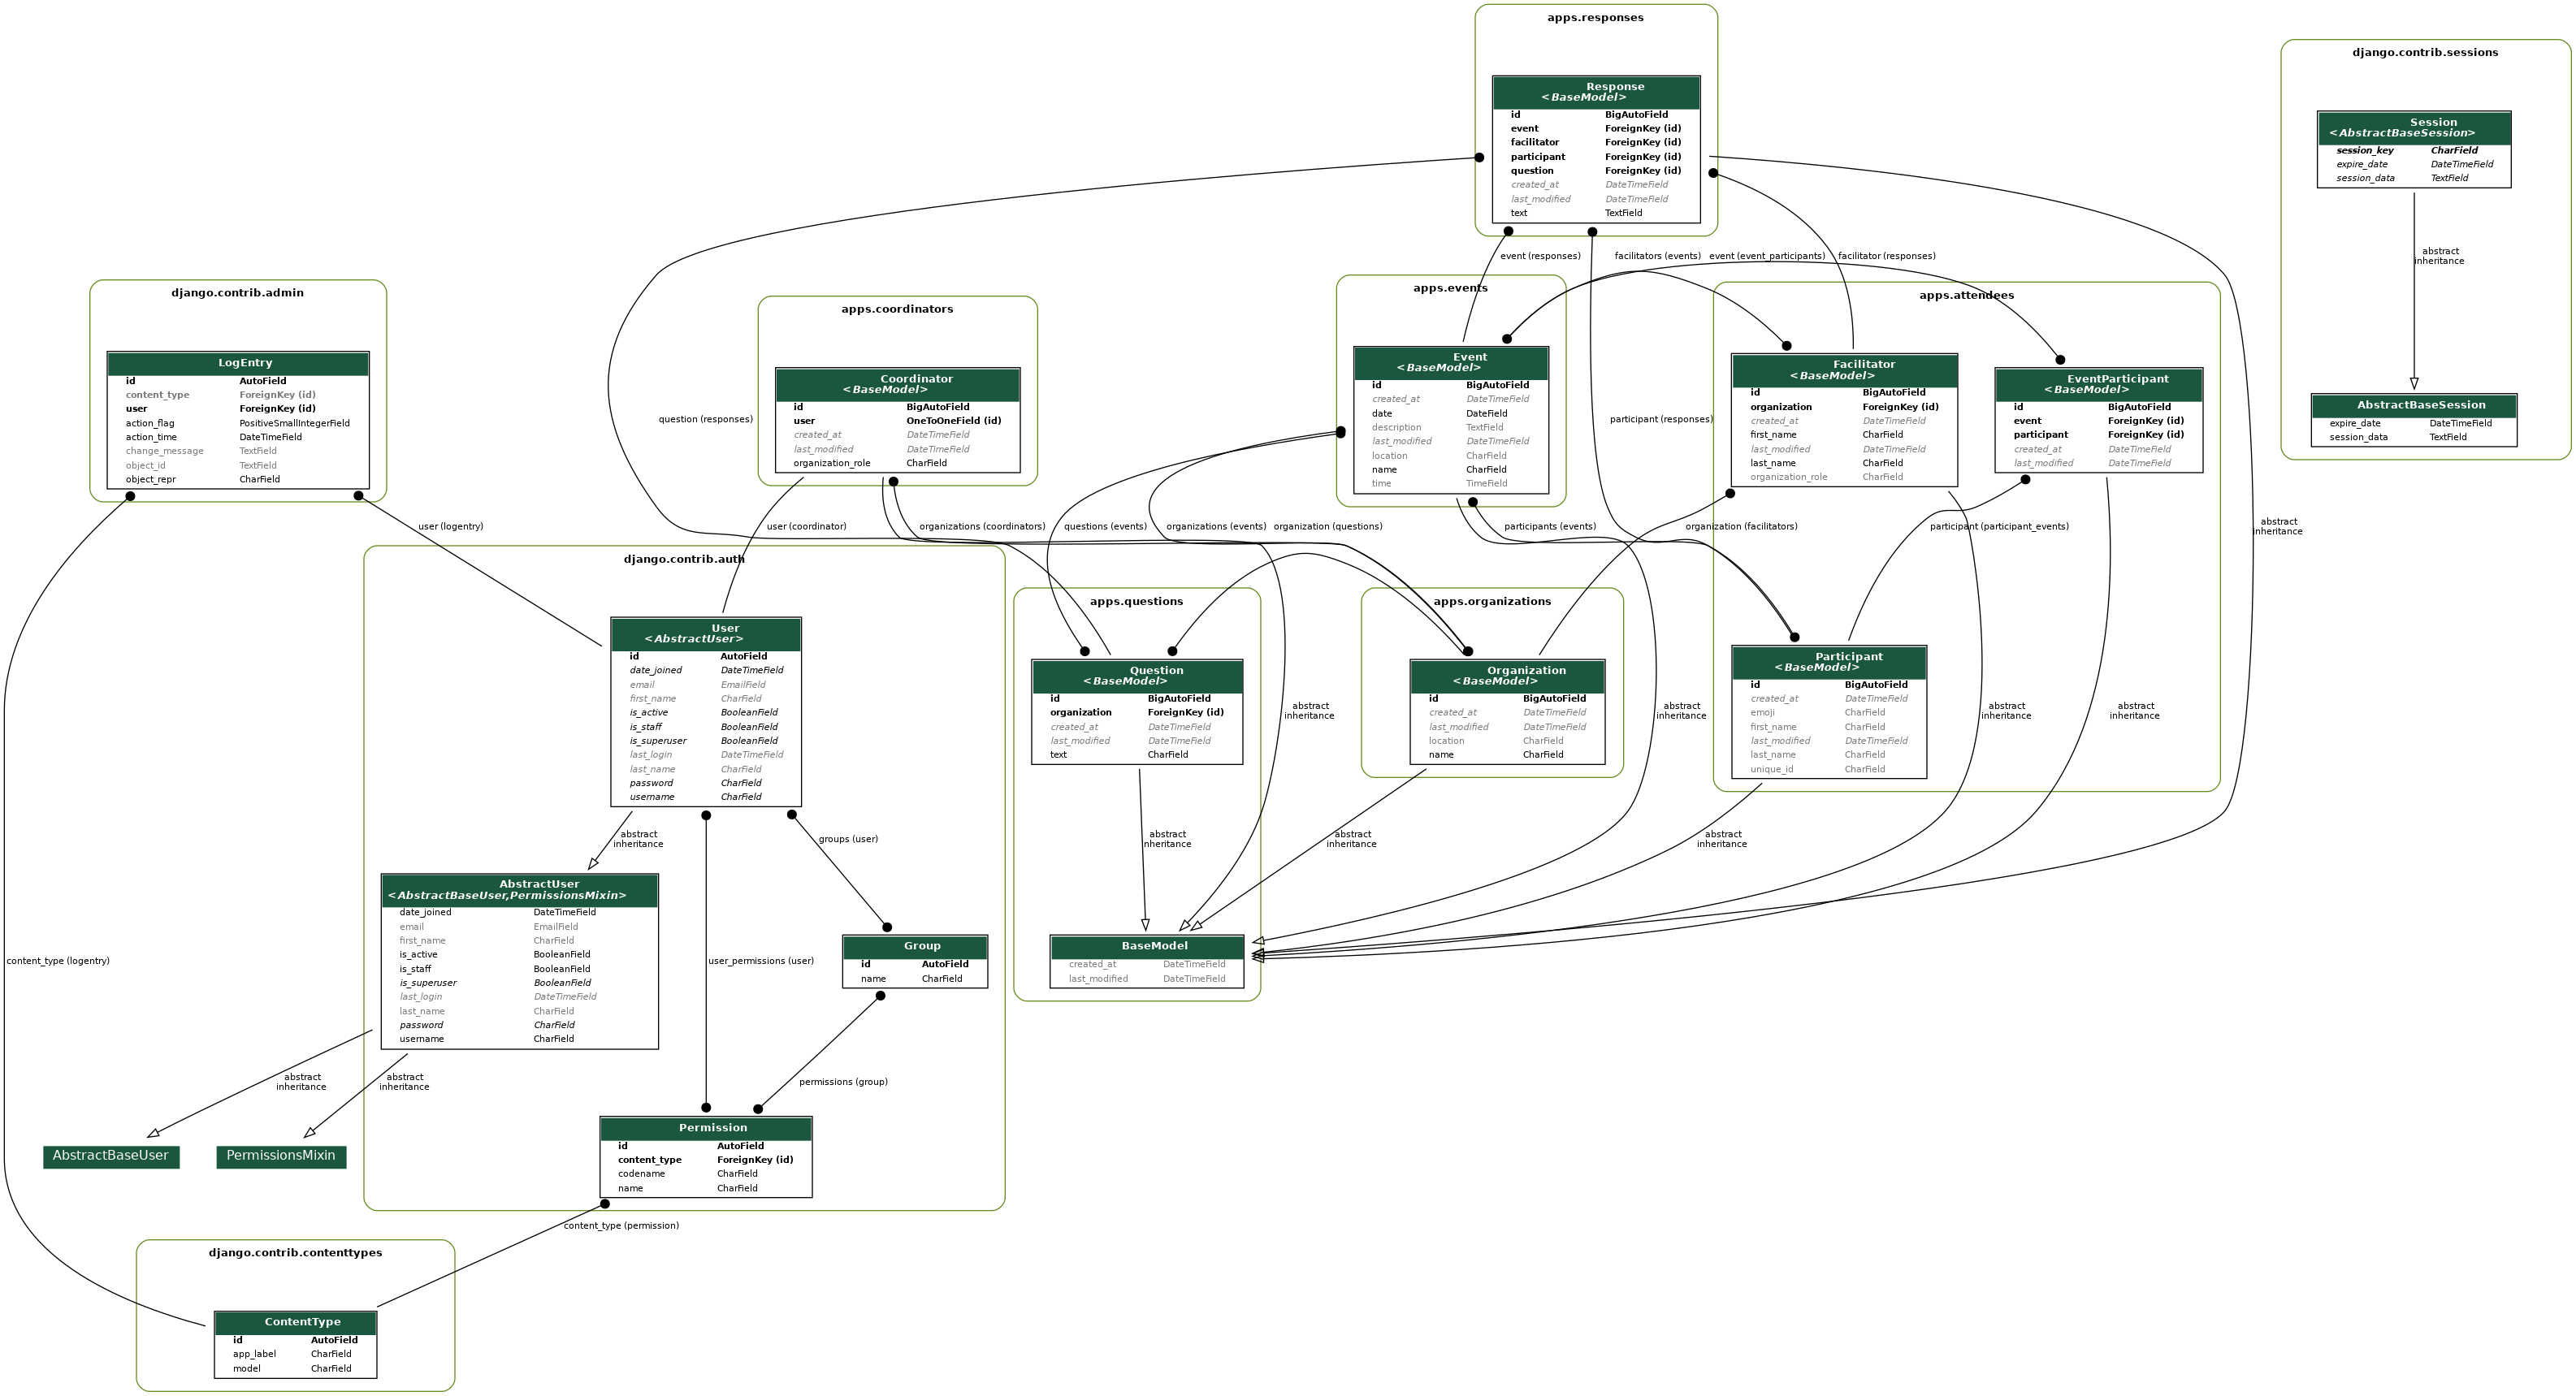 apps.responses
Response
<BaseModel>
id BigAutoField
event ForeignKey (id)
facilitator ForeignKey (id)
participant ForeignKey (id)
question ForeignKey (id)
created_at DateTimeField
last_modified DateTimeField
text TextField
django.contrib.sessions
Session
<AbstractBaseSession>
session_key CharField
expire_date DateTimeField
session_data TextField
abstract
inheritance
AbstractBaseSession
expire_date DateTimeField
session_data TextField
event (responses)
facilitators (events)
event (event_participants)
facilitator (responses)
django.contrib.admin
LogEntry
id AutoField
content_type ForeignKey (id)
user ForeignKey (id)
action_flag PositiveSmallIntegerField
action_time DateTimeField
change_message TextField
object_id TextField
object_repr CharField
apps.coordinators
Coordinator
<BaseModel>
id BigAutoField
user OneToOneField (id)
created_at DateTimeField
last_modified DateTimeField
organization_role CharField
question (responses)
apps.events
Event
<BaseModel>
id BigAutoField
created_at DateTimeField
date DateField
description TextField
last_modified DateTimeField
location CharField
name CharField
time TimeField
participant (responses)
apps.attendees
Facilitator
<BaseModel>
id BigAutoField
organization ForeignKey (id)
created_at DateTimeField
first_name CharField
last_modified DateTimeField
last_name CharField
organization_role CharField
EventParticipant
<BaseModel>
id BigAutoField
event ForeignKey (id)
participant ForeignKey (id)
created_at DateTimeField
last_modified DateTimeField
user (logentry)
user (coordinator)
organizations (coordinators)
questions (events)
organizations (events)
organization (questions)
participants (events)
organization (facilitators)
participant (participant_events)
abstract
inheritance
django.contrib.auth
User
<AbstractUser>
id AutoField
date_joined DateTimeField
email EmailField
first_name CharField
is_active BooleanField
is_staff BooleanField
is_superuser BooleanField
last_login DateTimeField
last_name CharField
password CharField
username CharField
apps.questions
Question
<BaseModel>
id BigAutoField
organization ForeignKey (id)
created_at DateTimeField
last_modified DateTimeField
text CharField
abstract
inheritance
apps.organizations
Organization
<BaseModel>
id BigAutoField
created_at DateTimeField
last_modified DateTimeField
location CharField
name CharField
abstract
inheritance
Participant
<BaseModel>
id BigAutoField
created_at DateTimeField
emoji CharField
first_name CharField
last_modified DateTimeField
last_name CharField
unique_id CharField
abstract
inheritance
abstract
inheritance
abstract
inheritance
groups (user)
abstract
inheritance
abstract
inheritance
abstract
inheritance
AbstractUser
<AbstractBaseUser,PermissionsMixin>
date_joined DateTimeField
email EmailField
first_name CharField
is_active BooleanField
is_staff BooleanField
is_superuser BooleanField
last_login DateTimeField
last_name CharField
password CharField
username CharField
content_type (logentry)
user_permissions (user)
Group
id AutoField
name CharField
BaseModel
created_at DateTimeField
last_modified DateTimeField
abstract
inheritance
abstract
inheritance
permissions (group)
AbstractBaseUser
PermissionsMixin
Permission
id AutoField
content_type ForeignKey (id)
codename CharField
name CharField
content_type (permission)
django.contrib.contenttypes
ContentType
id AutoField
app_label CharField
model CharField